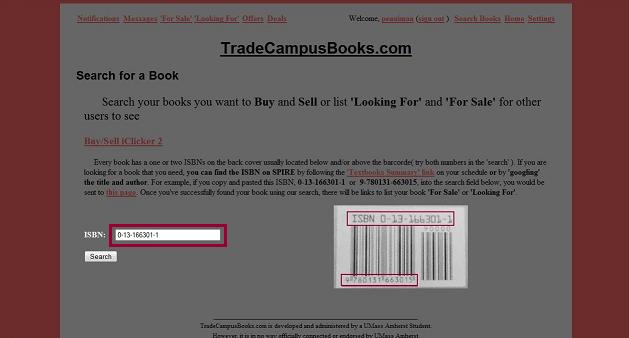 Notifications Messages 'For Sale' 'Looking For' Offers Deals Welcome, penniman (sign out ) Search Books Home Settings
TradeCampusBooks.com
Search for a Book
Search your books you want to Buy and Sell or list 'Looking For' and 'For Sale' for other
users to see
Buy/Sell iClicker 2
Every book has a one or two ISBNs on the back cover usually located below and/or above the barcorde( try both numbers in the 'search' ). If you are
looking for a book that you need, you can find the ISBN on SPIRE by following the 'Textbooks Summary' link on your schedule or by 'googling'
the title and author. For example, if you copy and pasted this ISBN, 0-13-166301-1 or 9-780131-663015, into the search field below, you would be
sent to this page. Once you've successfully found your book using our search, there will be links to list your book 'For Sale' or 'Looking For'.
ISBN 0-13-166301-1
90000
ISBN: 0-13-166301-1
Search
9 780131 663015
TradeCampusBooks.com is developed and administered by a UMass Amherst Student.
However, it is in no way officially connected or endorsed by UMass Amherst.